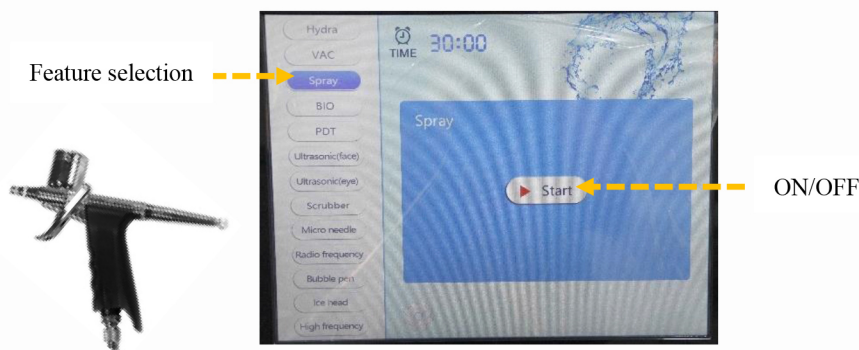 Hydra
VAC
Spray
BIO
PDT
Ultrasonic(face)
Ultrasonic(eye)
Scrubber
Micro needle
Radio frequency
Bubble pen
Ice head
High frequency
TIME 30:00
Spray
Start
Feature selection
ON/OFF